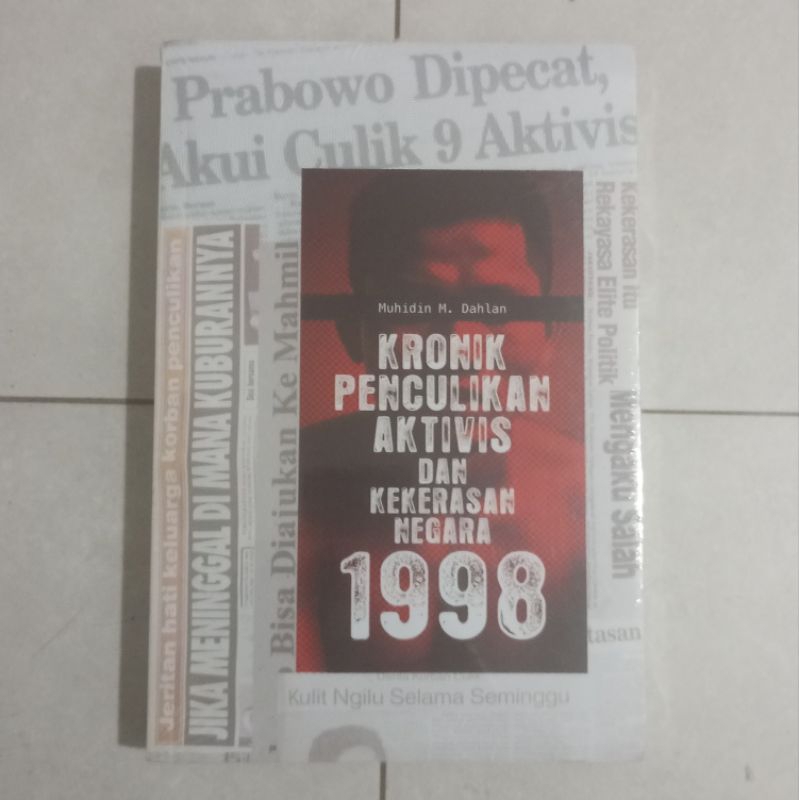 Prabowo Dipecat,
Akui Culik 9 Aktivis
Jeritan hati keluarga korban penculikan
JIKA MENINGGAL DI MANA KUBURANNYA
Bisa Diajukan Ke Mahmil
Kekerasan itu
Rekayasa Elite Politik
Mengaku Salah
Muhidin M. Dahlan
KRONIK
PENCULIKAN
AKTIVIS
DAN
KEKERASAN
NEGARA
1998
tasan
Kulit Ngilu Selama Seminggu